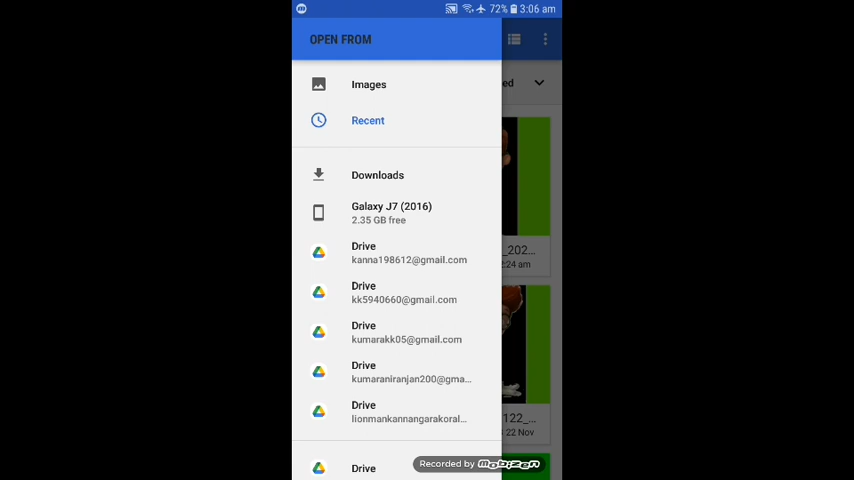 72% 3:06 am
OPEN FROM
ed
Images
Recent
Downloads
Galaxy J7 (2016)
2.35 GB free
Drive
kanna198612@gmail.com
Drive
kk5940660@gmail.com
Drive
kumarakk05@gmail.com
Drive
kumaraniranjan200@gma...
Drive
lionmankannangarakoral...
Drive
_202...
2:24 am
122_...
22 Nov
Recorded by mobizen